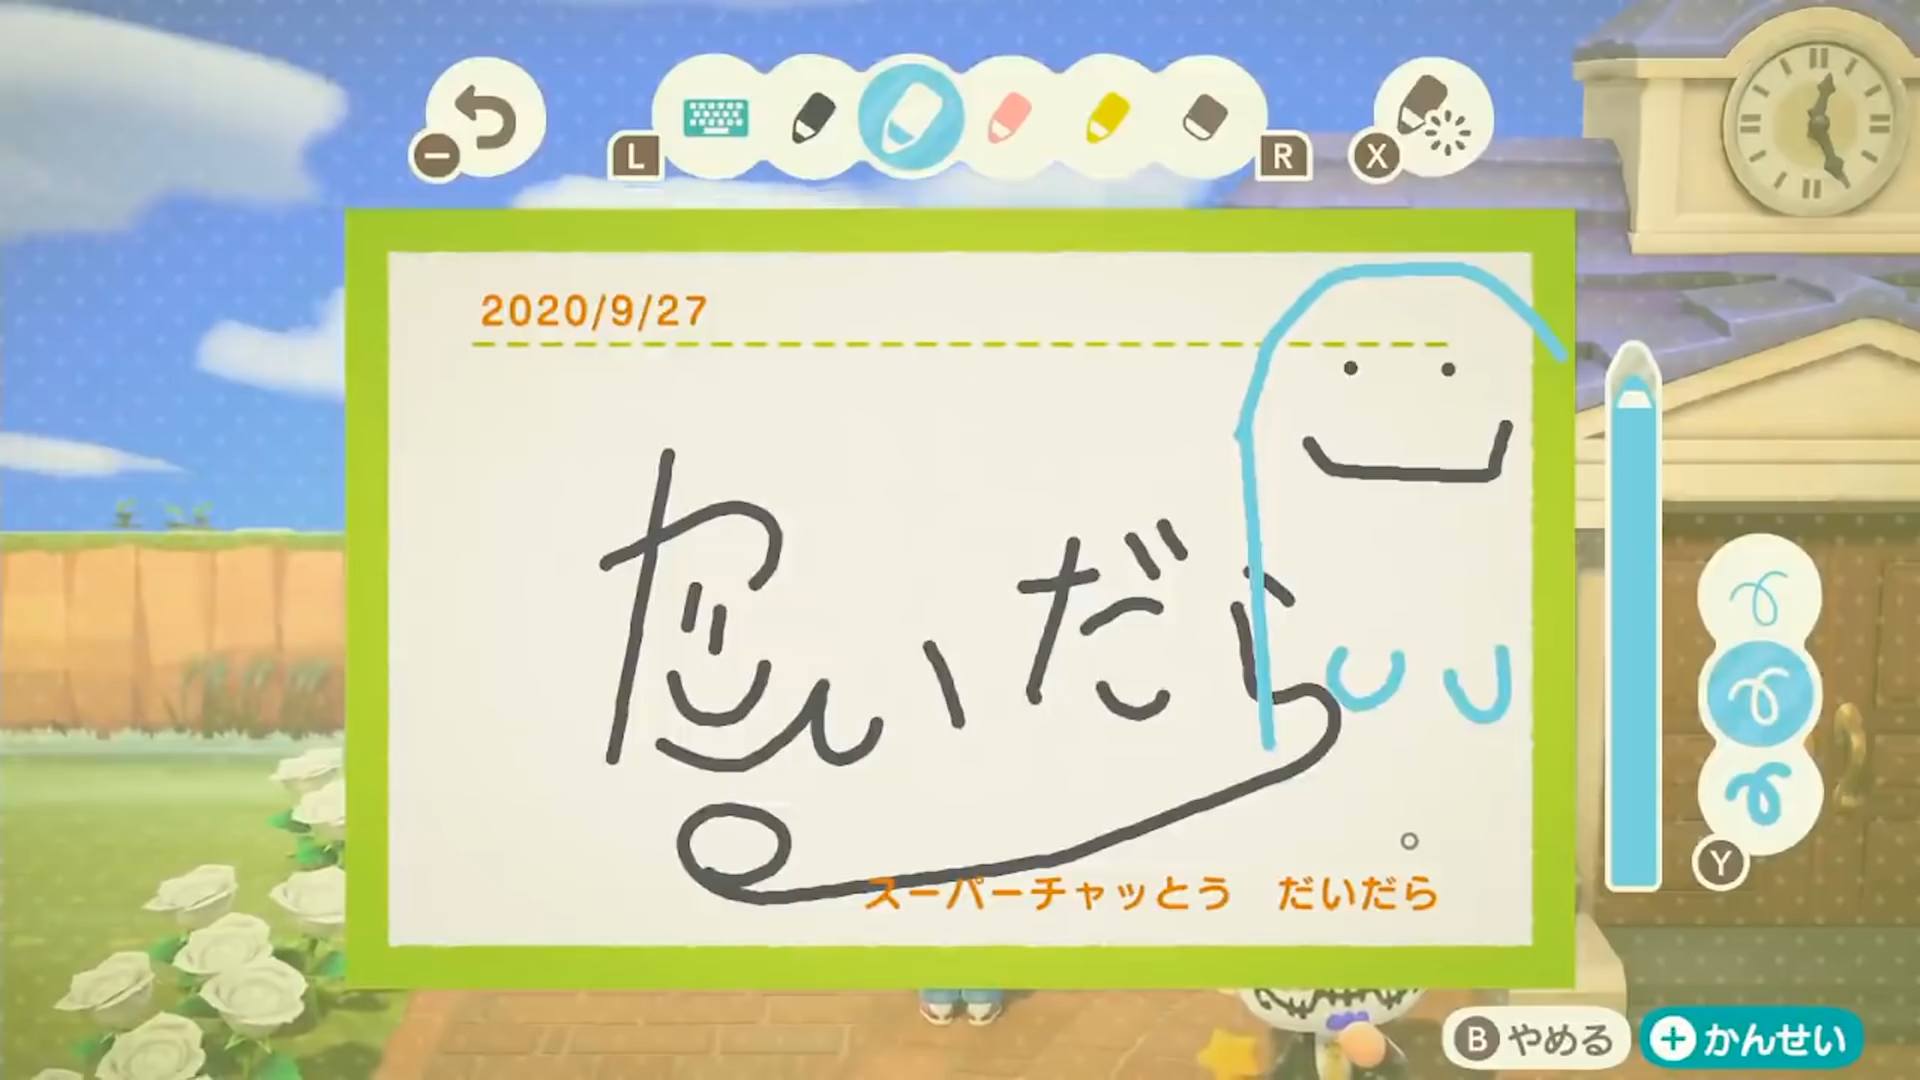 L R X
2020/9/27
だいだら
Y
スーパーチャッとう だいだら
B やめる + かんせい